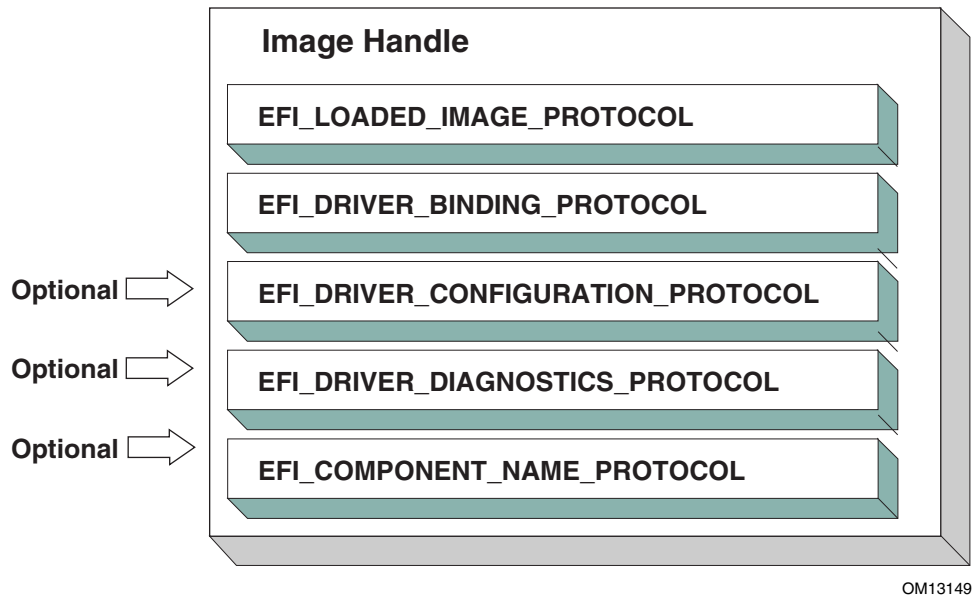 Image Handle
EFI_LOADED_IMAGE_PROTOCOL
EFI_DRIVER_BINDING_PROTOCOL
Optional
EFI_DRIVER_CONFIGURATION_PROTOCOL
Optional
EFI_DRIVER_DIAGNOSTICS_PROTOCOL
Optional
EFI_COMPONENT_NAME_PROTOCOL
OM13149